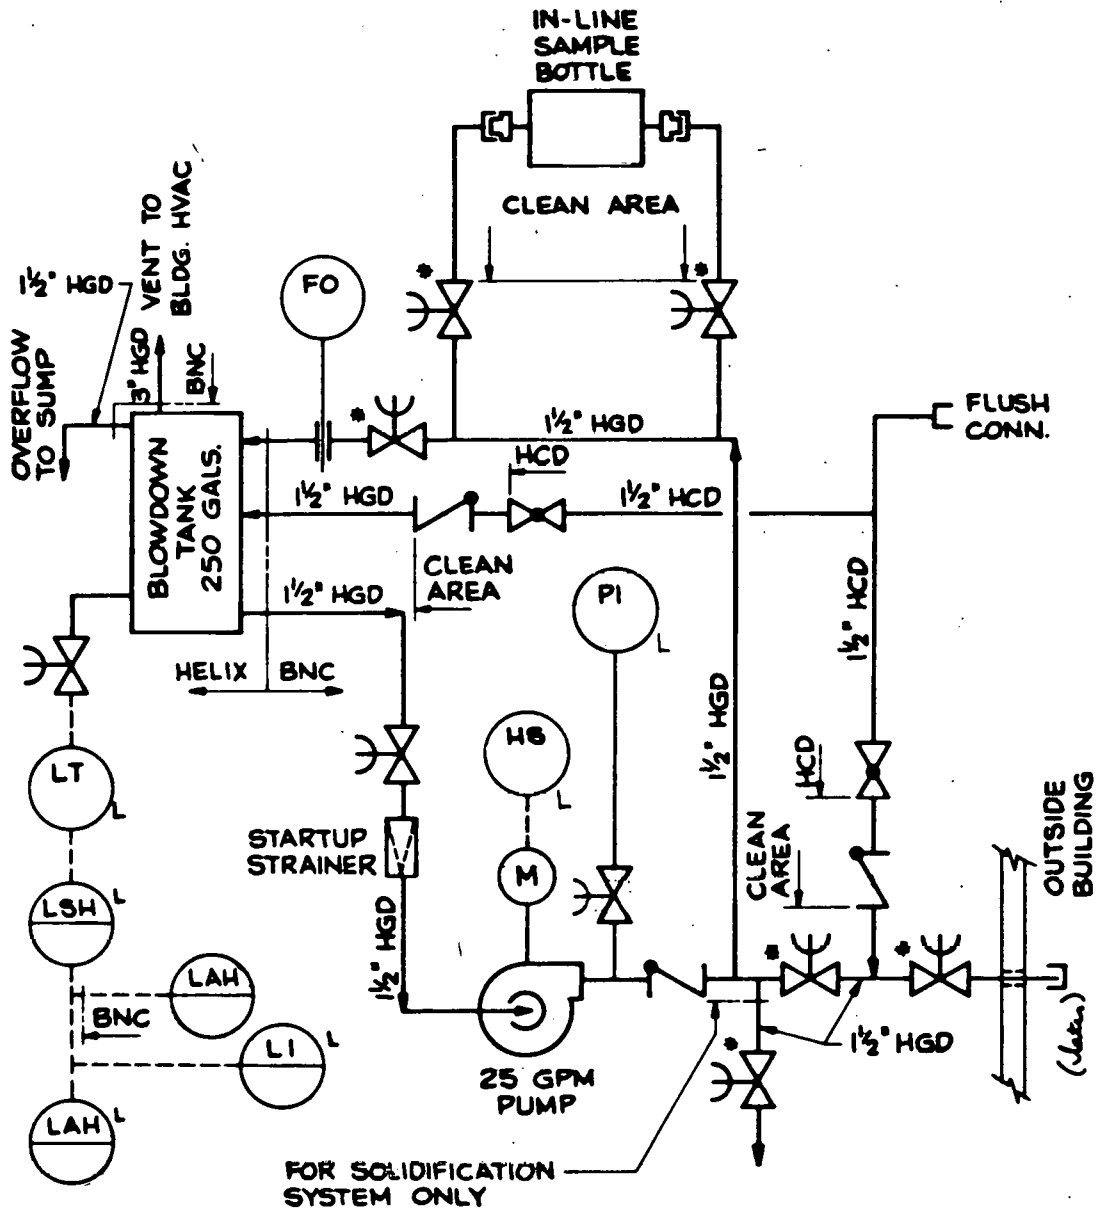 IN-LINE
SAMPLE
BOTTLE
CLEAN AREA
*
*
VENT TO
BLDG. HVAC
1½" HGD
3" HGD
BNC
OVERFLOW
TO SUMP
FO
*
1½" HGD
FLUSH
CONN.
HCD
1½" HGD
1½" HCD
BLOWDOWN
TANK
250 GALS.
CLEAN
AREA
1½" HGD
PI
L
1½" HCD
HELIX
BNC
1½" HGD
HS
L
HCD
LT
L
STARTUP
STRAINER
M
CLEAN
AREA
OUTSIDE
BUILDING
LSH
L
1½" HGD
*
*
LAH
BNC
LI
L
1½" HGD
(later)
*
25 GPM
PUMP
LAH
L
FOR SOLIDIFICATION
SYSTEM ONLY